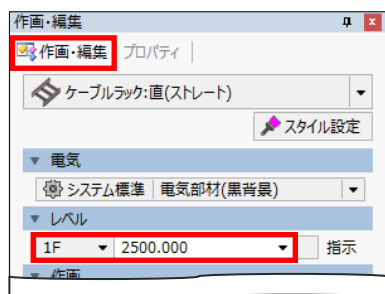 作画・編集
作画・編集 プロパティ
ケーブルラック:直(ストレート)
スタイル設定
電気
システム標準 電気部材(黒背景)
レベル
1F 2500.000 指示
作画